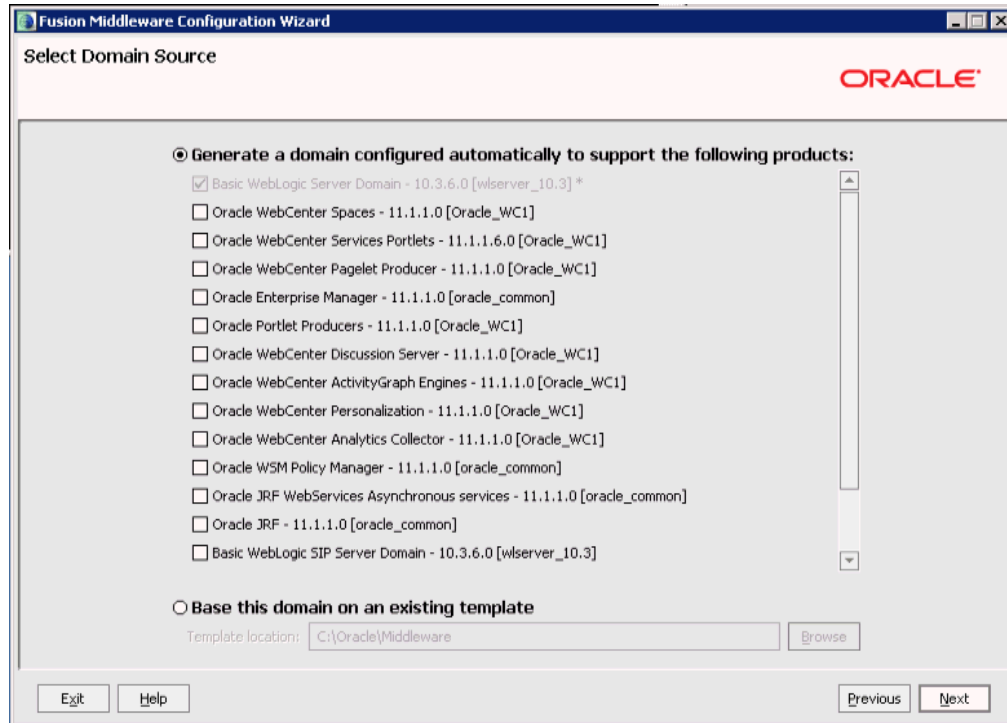 Fusion Middleware Configuration Wizard
Select Domain Source
ORACLE
Generate a domain configured automatically to support the following products:
Basic WebLogic Server Domain - 10.3.6.0 [wlserver_10.3] *
Oracle WebCenter Spaces - 11.1.1.0 [Oracle_WC1]
Oracle WebCenter Services Portlets - 11.1.1.6.0 [Oracle_WC1]
Oracle WebCenter Pagelet Producer - 11.1.1.0 [Oracle_WC1]
Oracle Enterprise Manager - 11.1.1.0 [oracle_common]
Oracle Portlet Producers - 11.1.1.0 [Oracle_WC1]
Oracle WebCenter Discussion Server - 11.1.1.0 [Oracle_WC1]
Oracle WebCenter ActivityGraph Engines - 11.1.1.0 [Oracle_WC1]
Oracle WebCenter Personalization - 11.1.1.0 [Oracle_WC1]
Oracle WebCenter Analytics Collector - 11.1.1.0 [Oracle_WC1]
Oracle WSM Policy Manager - 11.1.1.0 [oracle_common]
Oracle JRF WebServices Asynchronous services - 11.1.1.0 [oracle_common]
Oracle JRF - 11.1.1.0 [oracle_common]
Basic WebLogic SIP Server Domain - 10.3.6.0 [wlserver_10.3]
Base this domain on an existing template
Template location: C:\Oracle\Middleware Browse
Exit Help Previous Next